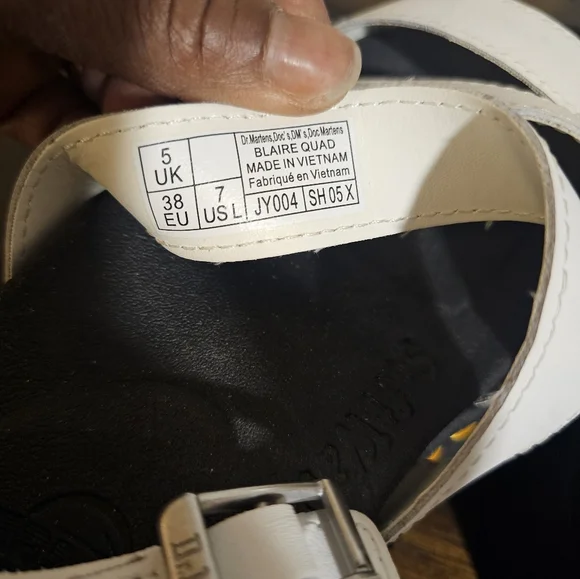 5
UK
38
EU
7
US L
Dr.Martens,Doc's,DM's,Doc Martens
BLAIRE QUAD
MADE IN VIETNAM
Fabriqué en Vietnam
JY004
SH 05 X